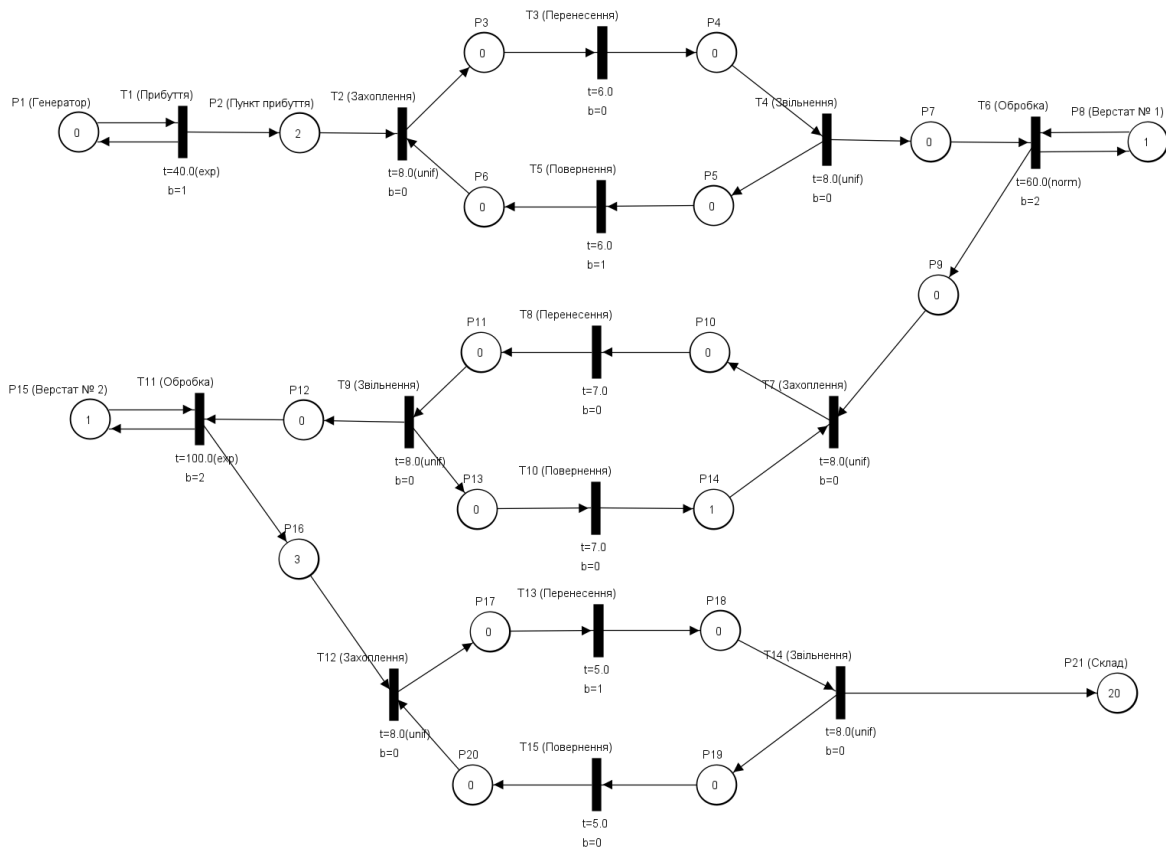 T3 (Перенесення)
P3
P4
0
0
t=6.0
b=0
P1 (Генератор)
T1 (Прибуття)
P2 (Пункт прибуття)
T2 (Захоплення)
T4 (Звільнення)
P7
T6 (Обробка)
P8 (Верстат № 1)
0
2
0
1
t=40.0(exp)
b=1
t=8.0(unif)
b=0
P6
T5 (Повернення)
P5
t=8.0(unif)
b=0
t=60.0(norm)
b=2
0
0
t=6.0
b=1
P9
0
T8 (Перенесення)
P11
P10
0
0
t=7.0
b=0
P15 (Верстат № 2)
T11 (Обробка)
P12
T9 (Звільнення)
T7 (Захоплення)
1
0
t=100.0(exp)
b=2
t=8.0(unif)
b=0
P13
T10 (Повернення)
P14
t=8.0(unif)
b=0
0
1
t=7.0
b=0
P16
3
T13 (Перенесення)
P17
P18
0
0
t=5.0
b=1
T12 (Захоплення)
T14 (Звільнення)
P21 (Склад)
20
t=8.0(unif)
b=0
P20
T15 (Повернення)
P19
t=8.0(unif)
b=0
0
0
t=5.0
b=0